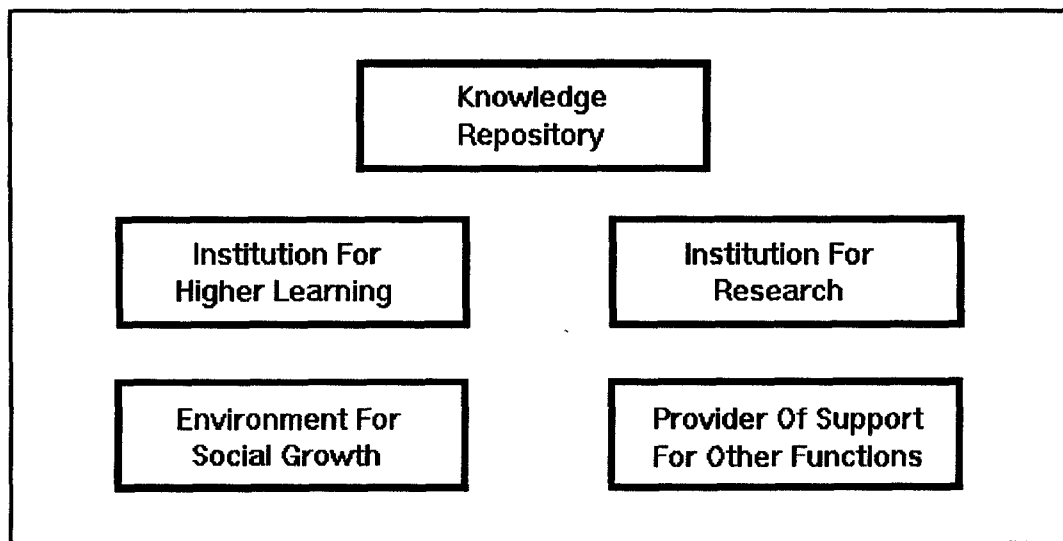 Knowledge
Repository
Institution For
Higher Learning
Institution For
Research
Environment For
Social Growth
Provider Of Support
For Other Functions